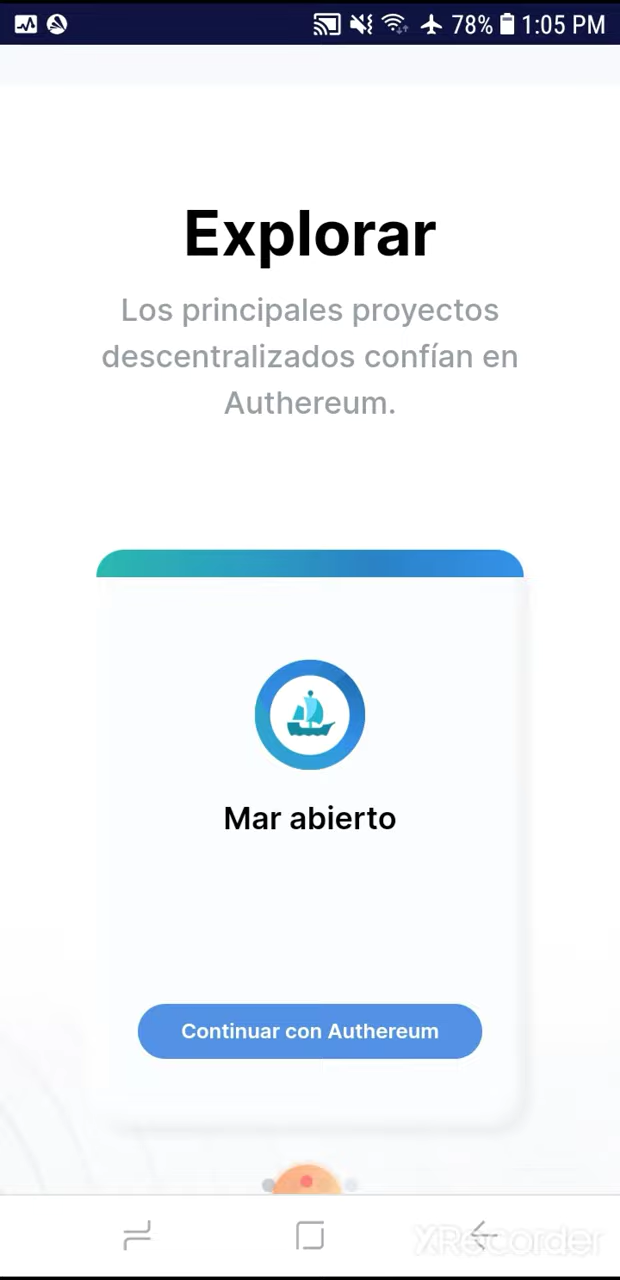 78% 1:05 PM
Explorar
Los principales proyectos
descentralizados confían en
Authereum.
Mar abierto
Continuar con Authereum
XRecorder